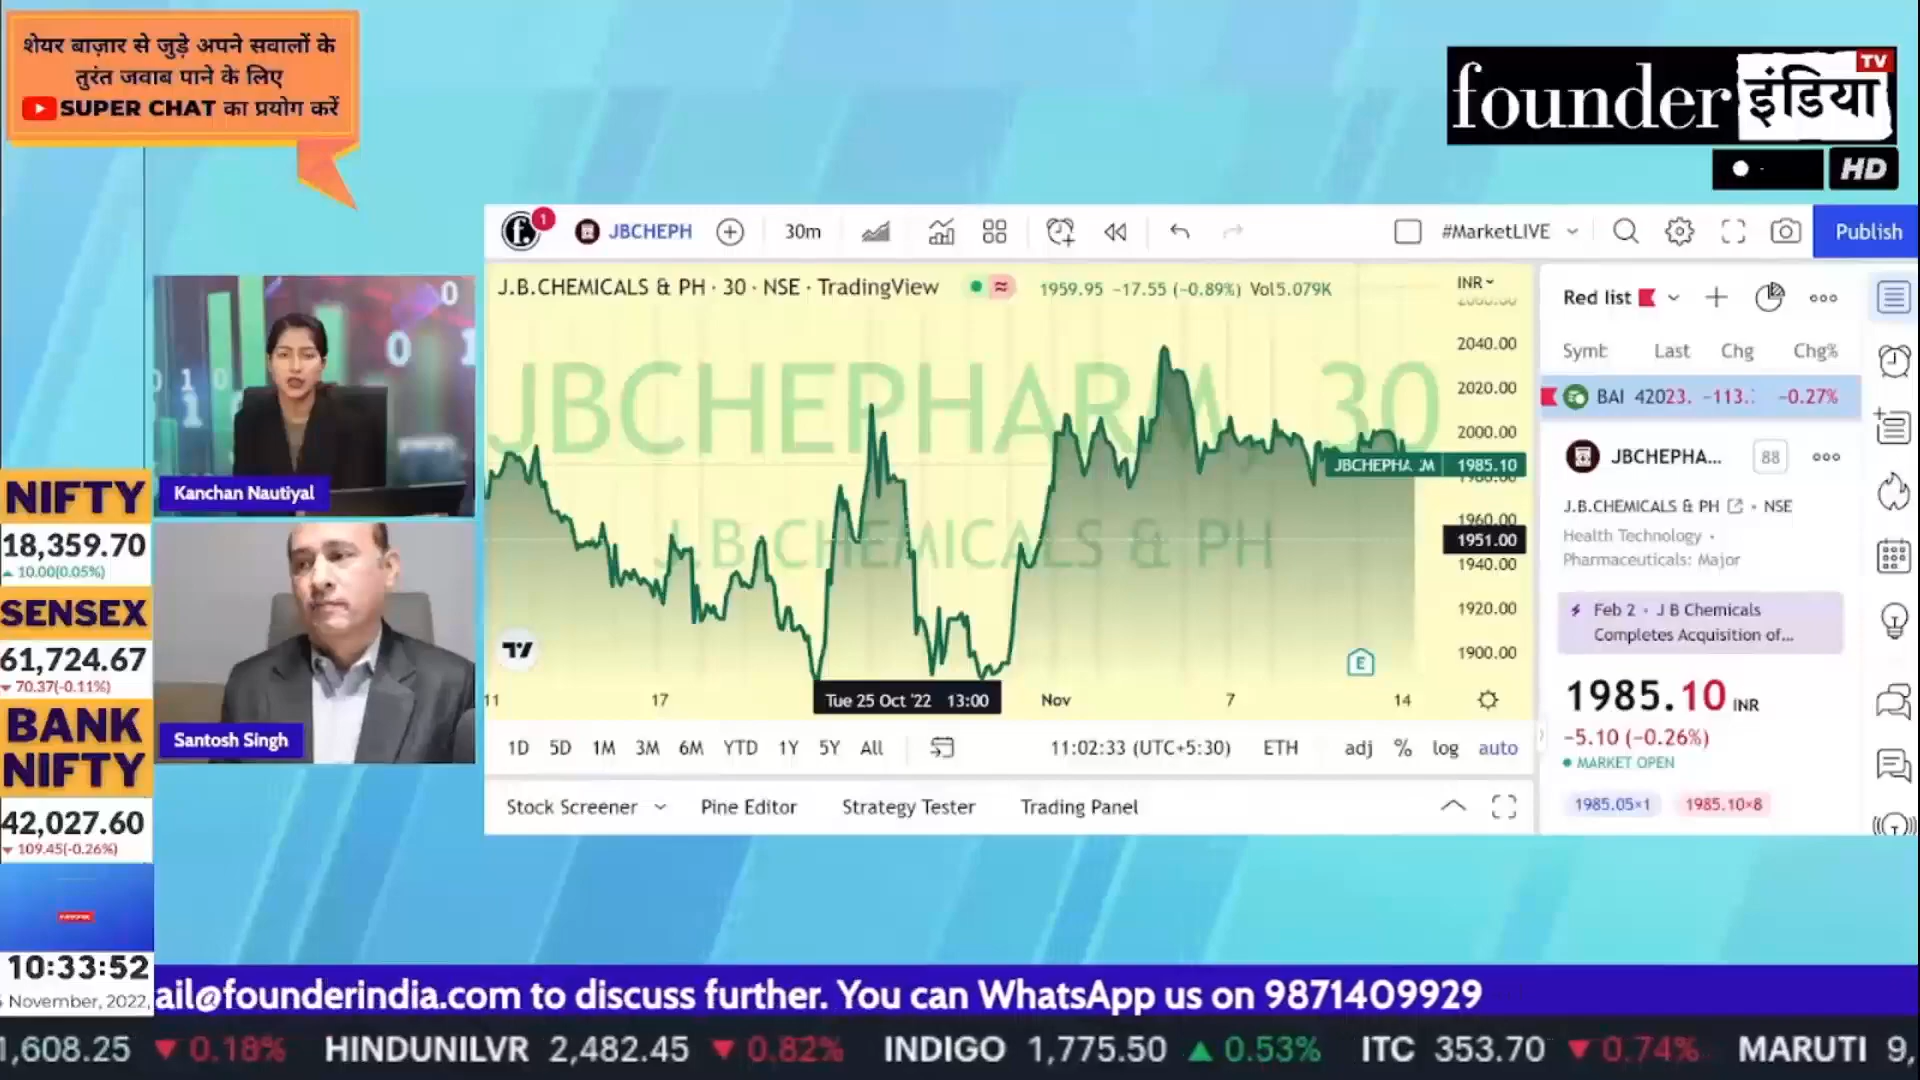 शेयर बाज़ार से जुड़े अपने सवालों के
तुरंत जवाब पाने के लिए
SUPER CHAT का प्रयोग करें
founder इंडिया TV
HD
1 JBCHEPH 30m #MarketLIVE Publish
J.B.CHEMICALS & PH · 30 · NSE · TradingView 1959.95 −17.55 (−0.89%) Vol5.079K INR
JBCHEPHARM, 30
J.B.CHEMICALS & PH
2040.00
2020.00
2000.00
JBCHEPHARM 1985.10
1980.00
1960.00
1951.00
1940.00
1920.00
1900.00
E
11 17 Tue 25 Oct '22 13:00 Nov 7 14
1D 5D 1M 3M 6M YTD 1Y 5Y All 11:02:33 (UTC+5:30) ETH adj % log auto
Stock Screener Pine Editor Strategy Tester Trading Panel
Red list
Symb Last Chg Chg%
BAI 42023. −113. −0.27%
JBCHEPHA... 88
J.B.CHEMICALS & PH · NSE
Health Technology ·
Pharmaceuticals: Major
Feb 2 · J B Chemicals
Completes Acquisition of...
1985.10 INR
−5.10 (−0.26%)
MARKET OPEN
1985.05×1 1985.10×8
Kanchan Nautiyal
Santosh Singh
NIFTY
18,359.70
10.00(0.05%)
SENSEX
61,724.67
70.37(-0.11%)
BANK
NIFTY
42,027.60
109.45(-0.26%)
10:33:52
November, 2022,
ail@founderindia.com to discuss further. You can WhatsApp us on 9871409929
1,608.25 ▼ 0.18% HINDUNILVR 2,482.45 ▼ 0.82% INDIGO 1,775.50 ▲ 0.53% ITC 353.70 ▼ 0.74% MARUTI 9,